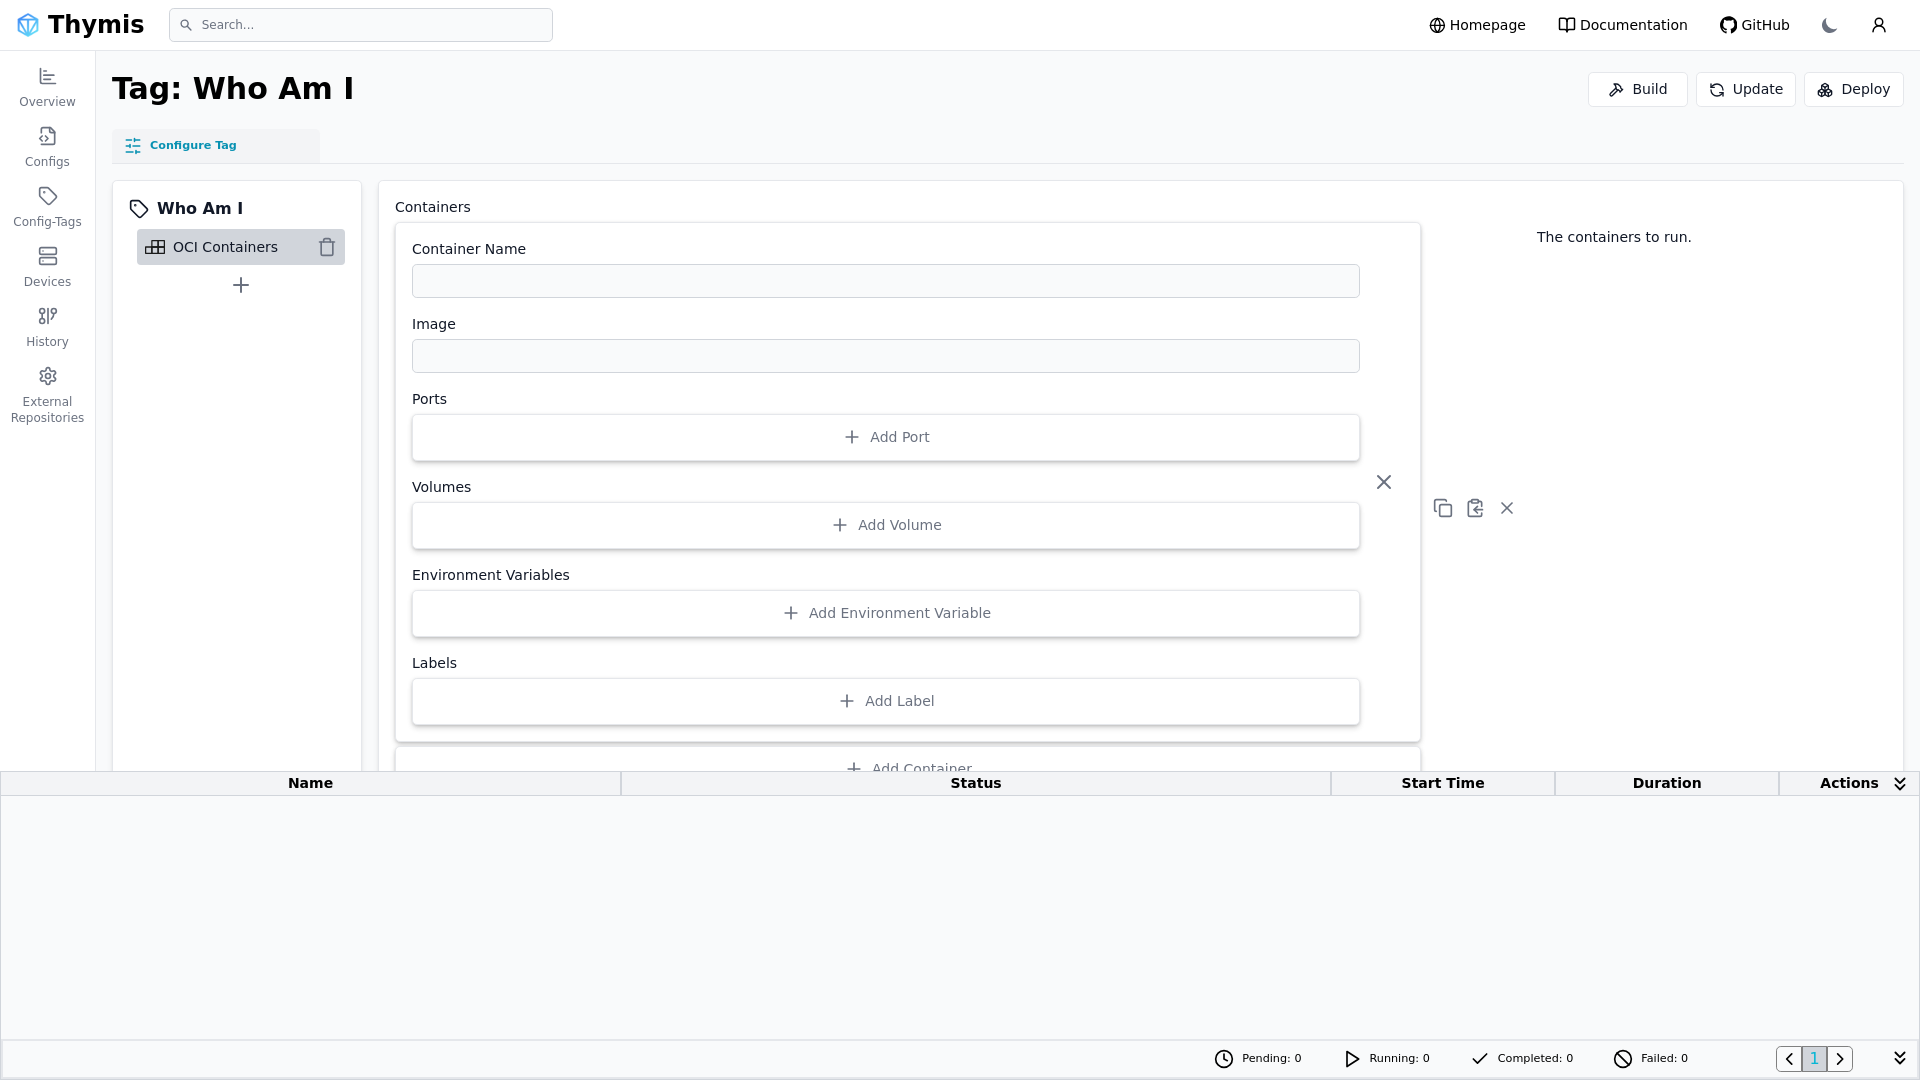 Thymis
Search...
Homepage
Documentation
GitHub
Overview
Configs
Config-Tags
Devices
History
External
Repositories
Tag: Who Am I
Build
Update
Deploy
Configure Tag
Who Am I
OCI Containers
Containers
Container Name
Image
Ports
Add Port
Volumes
Add Volume
Environment Variables
Add Environment Variable
Labels
Add Label
Add Container
The containers to run.
Name Status Start Time Duration Actions
Pending: 0 Running: 0 Completed: 0 Failed: 0 1